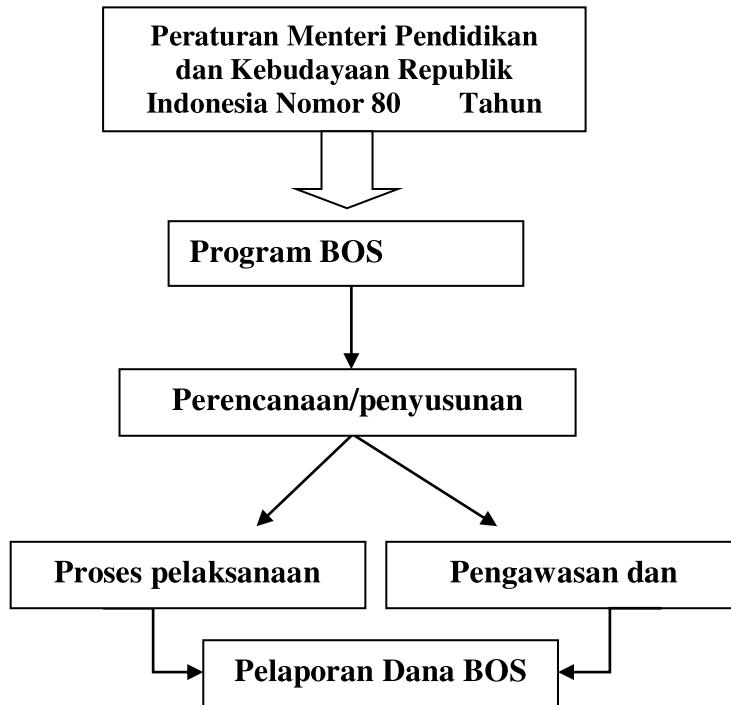 Peraturan Menteri Pendidikan
dan Kebudayaan Republik
Indonesia Nomor 80 Tahun
Program BOS
Perencanaan/penyusunan
Proses pelaksanaan
Pengawasan dan
Pelaporan Dana BOS